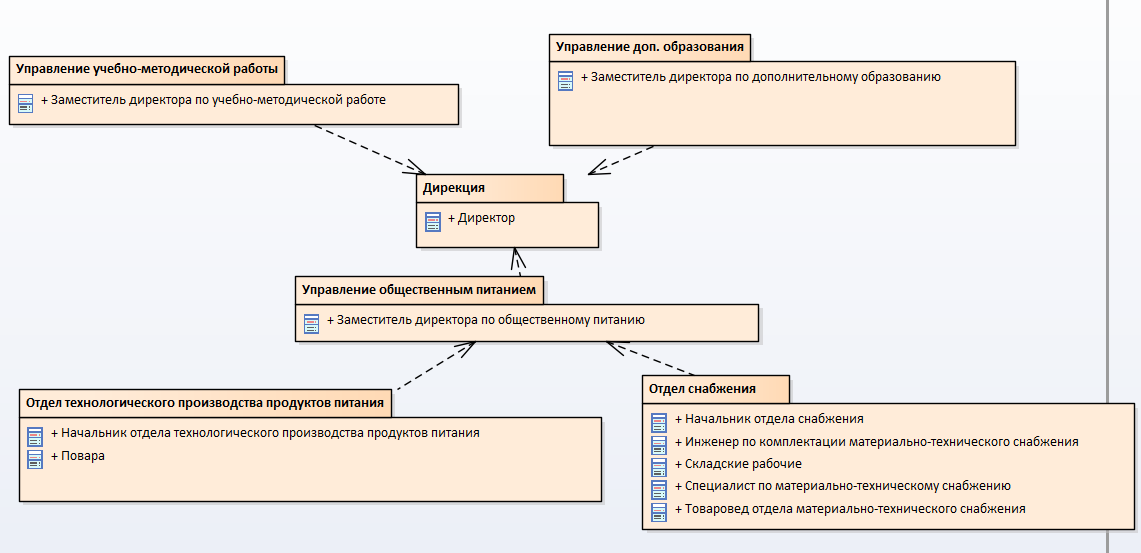 Управление доп. образования
+ Заместитель директора по дополнительному образованию
Управление учебно-методической работы
+ Заместитель директора по учебно-методической работе
Дирекция
+ Директор
Управление общественным питанием
+ Заместитель директора по общественному питанию
Отдел технологического производства продуктов питания
+ Начальник отдела технологического производства продуктов питания
+ Повара
Отдел снабжения
+ Начальник отдела снабжения
+ Инженер по комплектации материально-технического снабжения
+ Складские рабочие
+ Специалист по материально-техническому снабжению
+ Товаровед отдела материально-технического снабжения